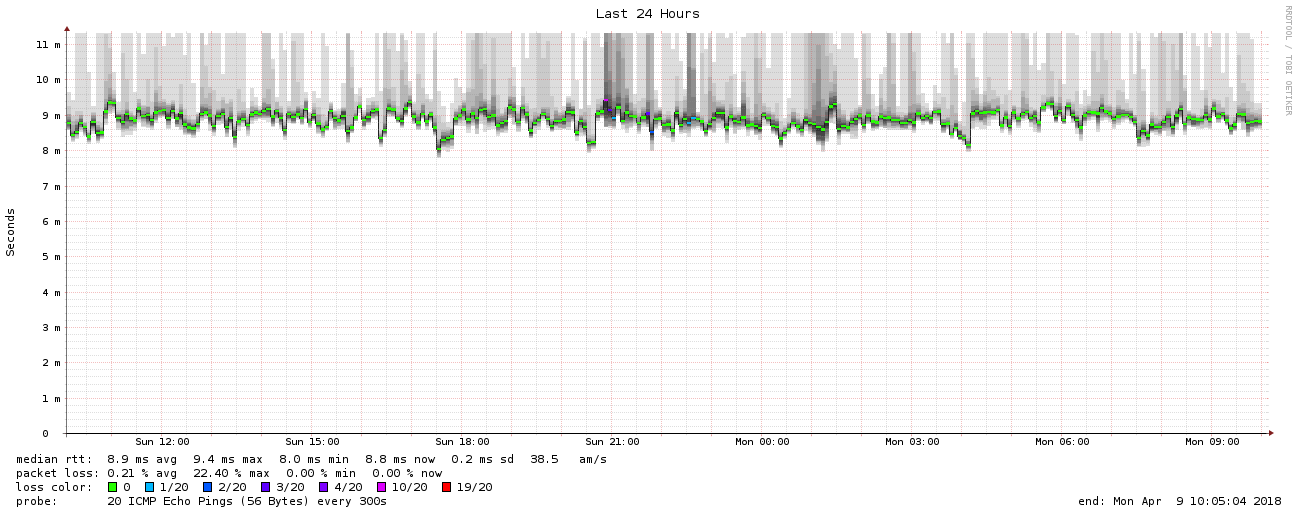 Last 24 Hours
RRDTOOL / TOBI OETIKER
Seconds
11 m
10 m
9 m
8 m
7 m
6 m
5 m
4 m
3 m
2 m
1 m
0
Sun 12:00 Sun 15:00 Sun 18:00 Sun 21:00 Mon 00:00 Mon 03:00 Mon 06:00 Mon 09:00
median rtt: 8.9 ms avg 9.4 ms max 8.0 ms min 8.8 ms now 0.2 ms sd 38.5 am/s
packet loss: 0.21 % avg 22.40 % max 0.00 % min 0.00 % now
loss color: 0 1/20 2/20 3/20 4/20 10/20 19/20
probe: 20 ICMP Echo Pings (56 Bytes) every 300s end: Mon Apr 9 10:05:04 2018